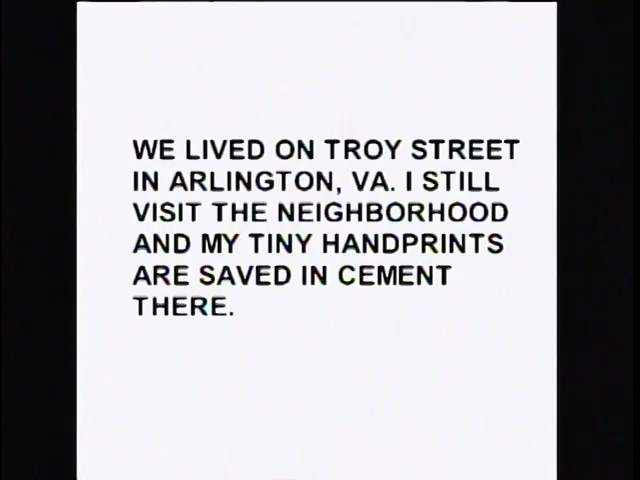 WE LIVED ON TROY STREET
IN ARLINGTON, VA. I STILL
VISIT THE NEIGHBORHOOD
AND MY TINY HANDPRINTS
ARE SAVED IN CEMENT
THERE.